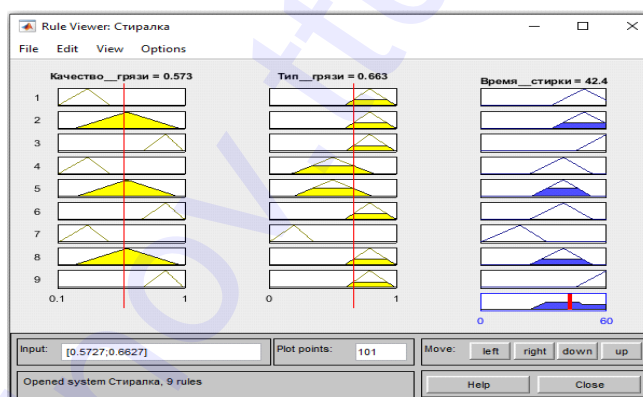 Rule Viewer: Стиралка
File Edit View Options
Качество__грязи = 0.573
Тип__грязи = 0.663
Время__стирки = 42.4
1
2
3
4
5
6
7
8
9
0.1 1
0 1
0 60
Input: [0.5727;0.6627]
Plot points: 101
Move: left right down up
Opened system Стиралка, 9 rules
Help Close